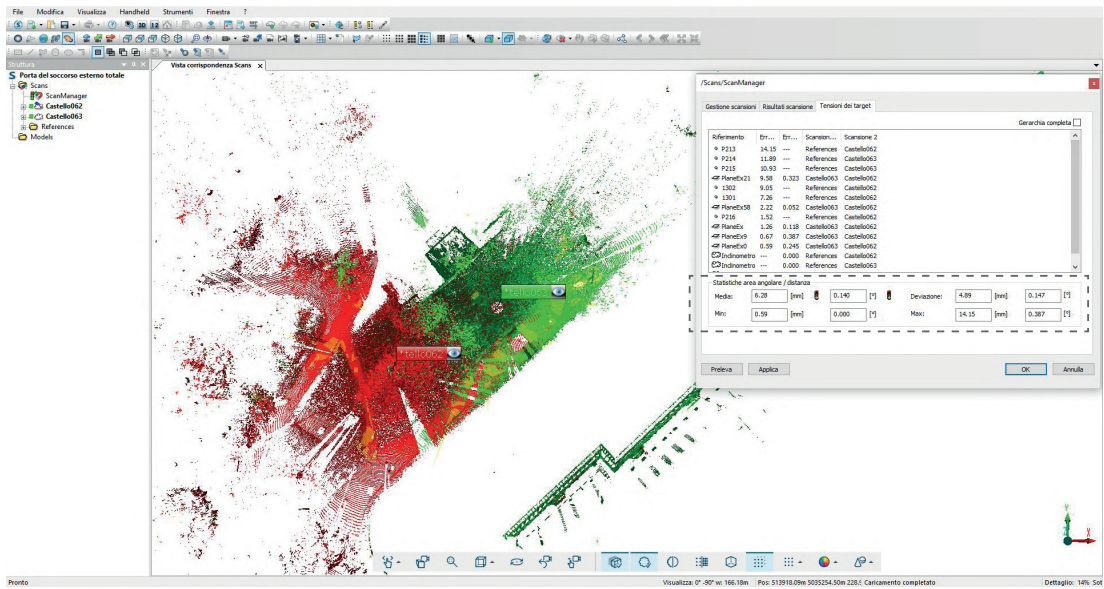 File Modifica Visualizza Handheld Strumenti Finestra ?
Struttura
Porta del soccorso esterno totale
Scans
ScanManager
Castello062
Castello063
References
Models
Vista corrispondenza Scans x
/Scans/ScanManager
Gestione scansioni Risultati scansione Tensioni dei target
Gerarchia completa
Riferimento Err... Err... Scansion... Scansione 2
P213 14.15 --- References Castello062
P214 11.89 --- References Castello063
P215 10.93 --- References Castello063
PlaneEx21 9.58 0.323 Castello063 Castello062
1302 9.05 --- References Castello062
1301 7.26 --- References Castello062
PlaneEx58 2.22 0.052 Castello063 Castello062
P216 1.52 --- References Castello062
PlaneEx 1.26 0.118 Castello063 Castello062
PlaneEx9 0.67 0.387 Castello063 Castello062
PlaneEx0 0.59 0.245 Castello063 Castello062
Indinometro --- 0.000 References Castello062
Indinometro --- 0.000 References Castello063
Statistiche area angolare / distanza
Media: 6.28 [mm] 0.140 [°] Deviazione: 4.89 [mm] 0.147 [°]
Min: 0.59 [mm] 0.000 [°] Max: 14.15 [mm] 0.387 [°]
Preleva Applica OK Annulla
Pronto
Visualizza: 0° -90° w: 166.18m Pos: 513918.09m 5035254.50m 228.5 Caricamento completato Dettaglio: 14% Sot